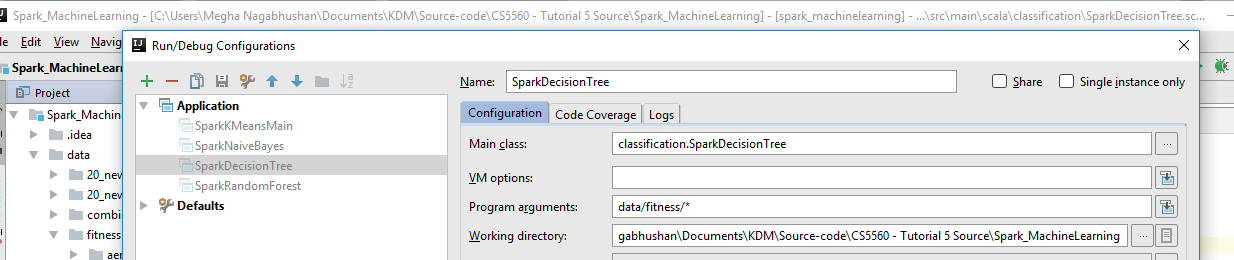 Spark_MachineLearning - [C:\Users\Megha Nagabhushan\Documents\KDM\Source-code\CS5560 - Tutorial 5 Source\Spark_MachineLearning] - [spark_machinelearning] - ...\src\main\scala\classification\SparkDecisionTree.sc...
File Edit View Navig
Run/Debug Configurations
Spark_MachineLearn
Name: SparkDecisionTree Share Single instance only
Project
Application
Configuration Code Coverage Logs
Spark_Machin
SparkKMeansMain
.idea
SparkNaiveBayes
Main class: classification.SparkDecisionTree ...
data
SparkDecisionTree
20_new
SparkRandomForest
VM options:
20_new
Defaults
Program arguments: data/fitness/*
combi
fitness
Working directory: gabhushan\Documents\KDM\Source-code\CS5560 - Tutorial 5 Source\Spark_MachineLearning ...
aer